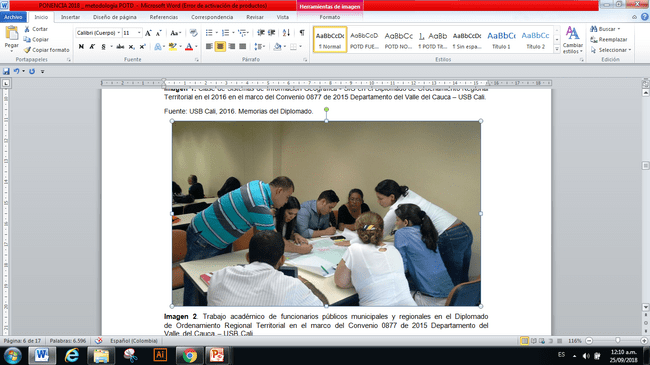 PONENCIA 2018 _ metodologia POTD_ - Microsoft Word (Error de activación de productos)
Herramientas de imagen
Archivo Inicio Insertar Diseño de página Referencias Correspondencia Revisar Vista Formato
Cortar
Copiar
Copiar formato
Pegar
Portapapeles
Calibri (Cuerpo) 11
Fuente
Párrafo
AaBbCcDc AaBbCcD AaBbCcDc AaBbCcDc AaBbCcDc AaBbC AaBbCc
¶ Normal POTD FUE... POTD NO... ¶ POTD TI... ¶ Sin espa... Título 1 Título 2
Estilos
Cambiar
estilos
Buscar
Reemplazar
Seleccionar
Edición
Imagen 1. Clase de Sistemas de Información Geográfica - SIG en el Diplomado de Ordenamiento Regional
Territorial en el 2016 en el marco del Convenio 0877 de 2015 Departamento del Valle del Cauca – USB Cali.
Fuente: USB Cali, 2016. Memorias del Diplomado.
Imagen 2. Trabajo académico de funcionarios públicos municipales y regionales en el Diplomado
de Ordenamiento Regional Territorial en el marco del Convenio 0877 de 2015 Departamento del
Valle del Cauca – USB Cali
Página: 6 de 17 Palabras: 6.596 Español (Colombia) 116%
ES
12:10 a.m.
25/09/2018